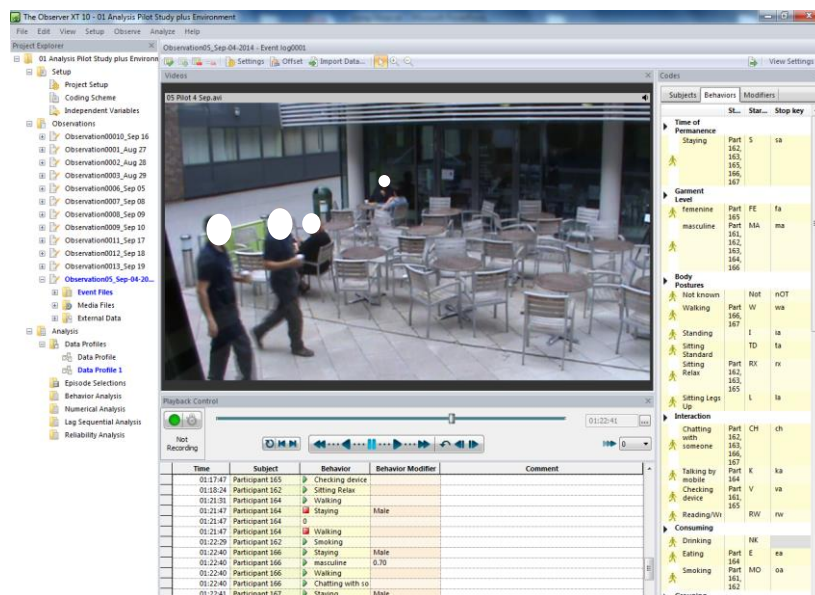 The Observer XT 10 - 01 Analysis Pilot Study plus Environment
File Edit View Setup Observe Analyze Help
Project Explorer
01 Analysis Pilot Study plus Environm
Setup
Project Setup
Coding Scheme
Independent Variables
Observations
Observation00010_Sep 16
Observation0001_Aug 27
Observation0002_Aug 28
Observation0003_Aug 29
Observation0006_Sep 05
Observation0007_Sep 08
Observation0008_Sep 09
Observation0009_Sep 10
Observation0011_Sep 17
Observation0012_Sep 18
Observation0013_Sep 19
Observation05_Sep-04-20...
Event Files
Media Files
External Data
Analysis
Data Profiles
Data Profile
Data Profile 1
Episode Selections
Behavior Analysis
Numerical Analysis
Lag Sequential Analysis
Reliability Analysis
Observation05_Sep-04-2014 - Event log0001
Settings Offset Import Data... View Settings
Videos
05 Pilot 4 Sep.avi
Playback Control
01:22:41 ...
Not
Recording
0
Time Subject Behavior Behavior Modifier Comment
01:17:47 Participant 165 Checking device
01:18:24 Participant 162 Sitting Relax
01:21:31 Participant 164 Walking
01:21:47 Participant 164 Staying Male
01:21:47 Participant 164 0
01:21:47 Participant 164 Walking
01:22:29 Participant 162 Smoking
01:22:40 Participant 166 Staying Male
01:22:40 Participant 166 masculine 0.70
01:22:40 Participant 166 Walking
01:22:40 Participant 166 Chatting with so
01:22:41 Participant 167 Staying Male
Codes
Subjects Behaviors Modifiers
St... Star... Stop key
Time of
Permanence
Staying Part S sa
162,
163,
165,
166,
167
Garment
Level
femenine Part FE fa
165
masculine Part MA ma
161,
162,
163,
164,
166
Body
Postures
Not known Not nOT
Walking Part W wa
166,
167
Standing I ia
Sitting TD ta
Standard
Sitting Part RX rx
Relax 162,
163,
165
Sitting Legs L la
Up
Interaction
Chatting Part CH ch
with 162,
someone 163,
166,
167
Talking by Part K ka
mobile 164
Checking Part V va
device 161,
165
Reading/Wi RW rw
Consuming
Drinking NK
Eating Part E ea
164
Smoking Part MO oa
161,
162